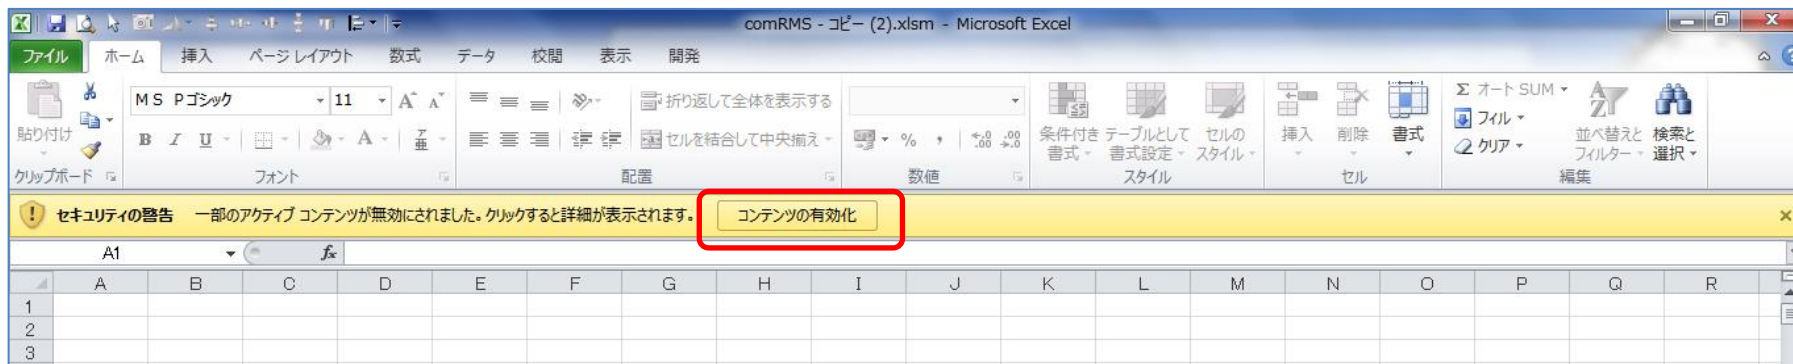 comRMS - コピー (2).xlsm - Microsoft Excel
ファイル ホーム 挿入 ページ レイアウト 数式 データ 校閲 表示 開発
MS Pゴシック 11 A A 折り返して全体を表示する Σ オート SUM
フィル
貼り付け B I U A セルを結合して中央揃え % , 条件付き書式 テーブルとして書式設定 セルのスタイル 挿入 削除 書式 クリア 並べ替えとフィルター 検索と選択
クリップボード フォント 配置 数値 スタイル セル 編集
セキュリティの警告 一部のアクティブ コンテンツが無効にされました。クリックすると詳細が表示されます。 コンテンツの有効化
A1 fx
A B C D E F G H I J K L M N O P Q R
1
2
3